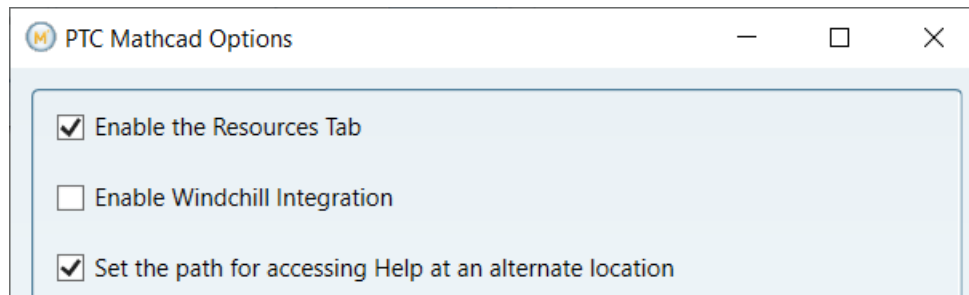 PTC Mathcad Options
Enable the Resources Tab
Enable Windchill Integration
Set the path for accessing Help at an alternate location